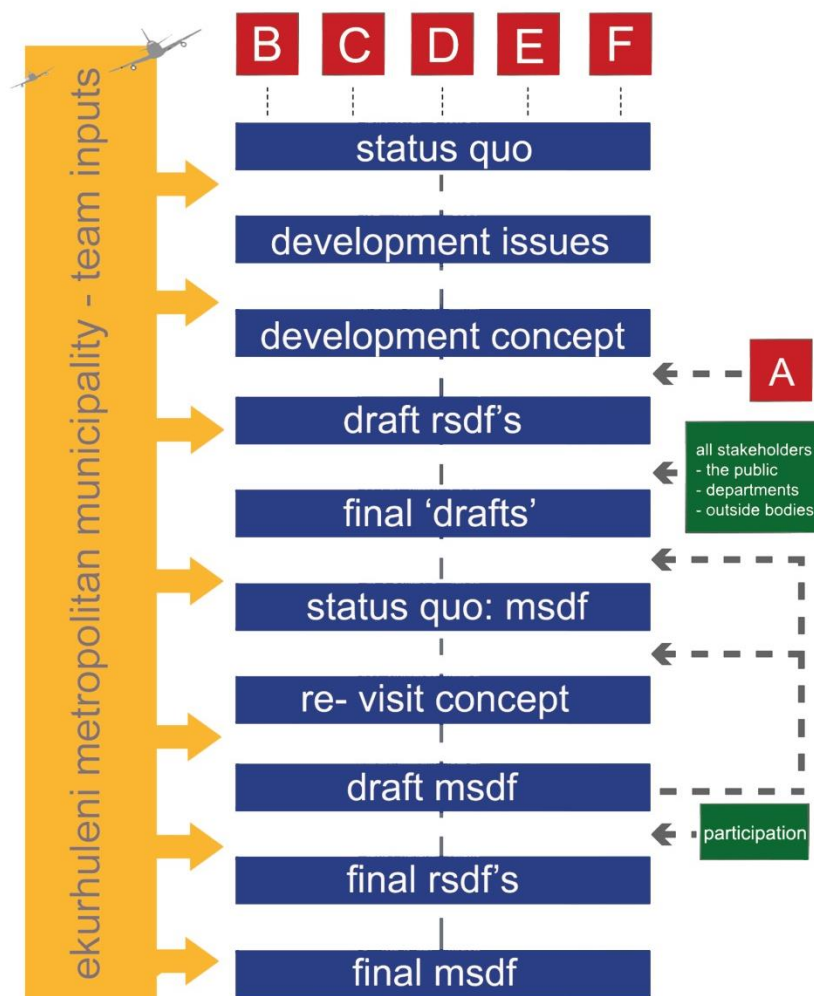 B C D E F
ekurhuleni metropolitan municipality - team inputs
status quo
development issues
development concept
A
draft rsdf's
all stakeholders
- the public
- departments
- outside bodies
final ‘drafts’
status quo: msdf
re- visit concept
draft msdf
participation
final rsdf's
final msdf